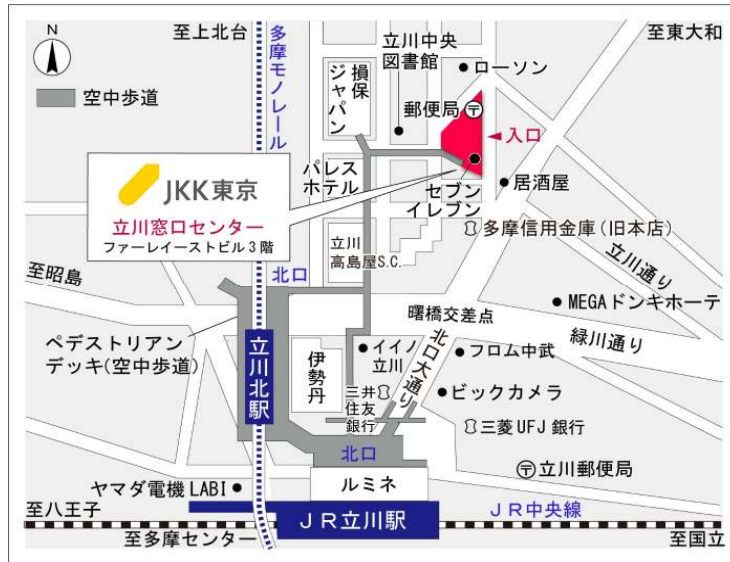 N
至上北台
至東大和
空中歩道
多摩モノレール
損保
ジャパン
立川中央
図書館
ローソン
郵便局
入口
JKK東京
立川窓口センター
ファーレイーストビル3階
パレス
ホテル
セブン
イレブン
居酒屋
多摩信用金庫(旧本店)
立川
高島屋S.C.
立川通り
北口
至昭島
MEGAドンキホーテ
曙橋交差点
緑川通り
ペデストリアン
デッキ(空中歩道)
立川北駅
伊勢丹
イイノ
立川
北口大通り
フロム中武
三井
住友
銀行
ビックカメラ
三菱UFJ銀行
北口
立川郵便局
ヤマダ電機LABI
ルミネ
至八王子
JR立川駅
JR中央線
至多摩センター
至国立